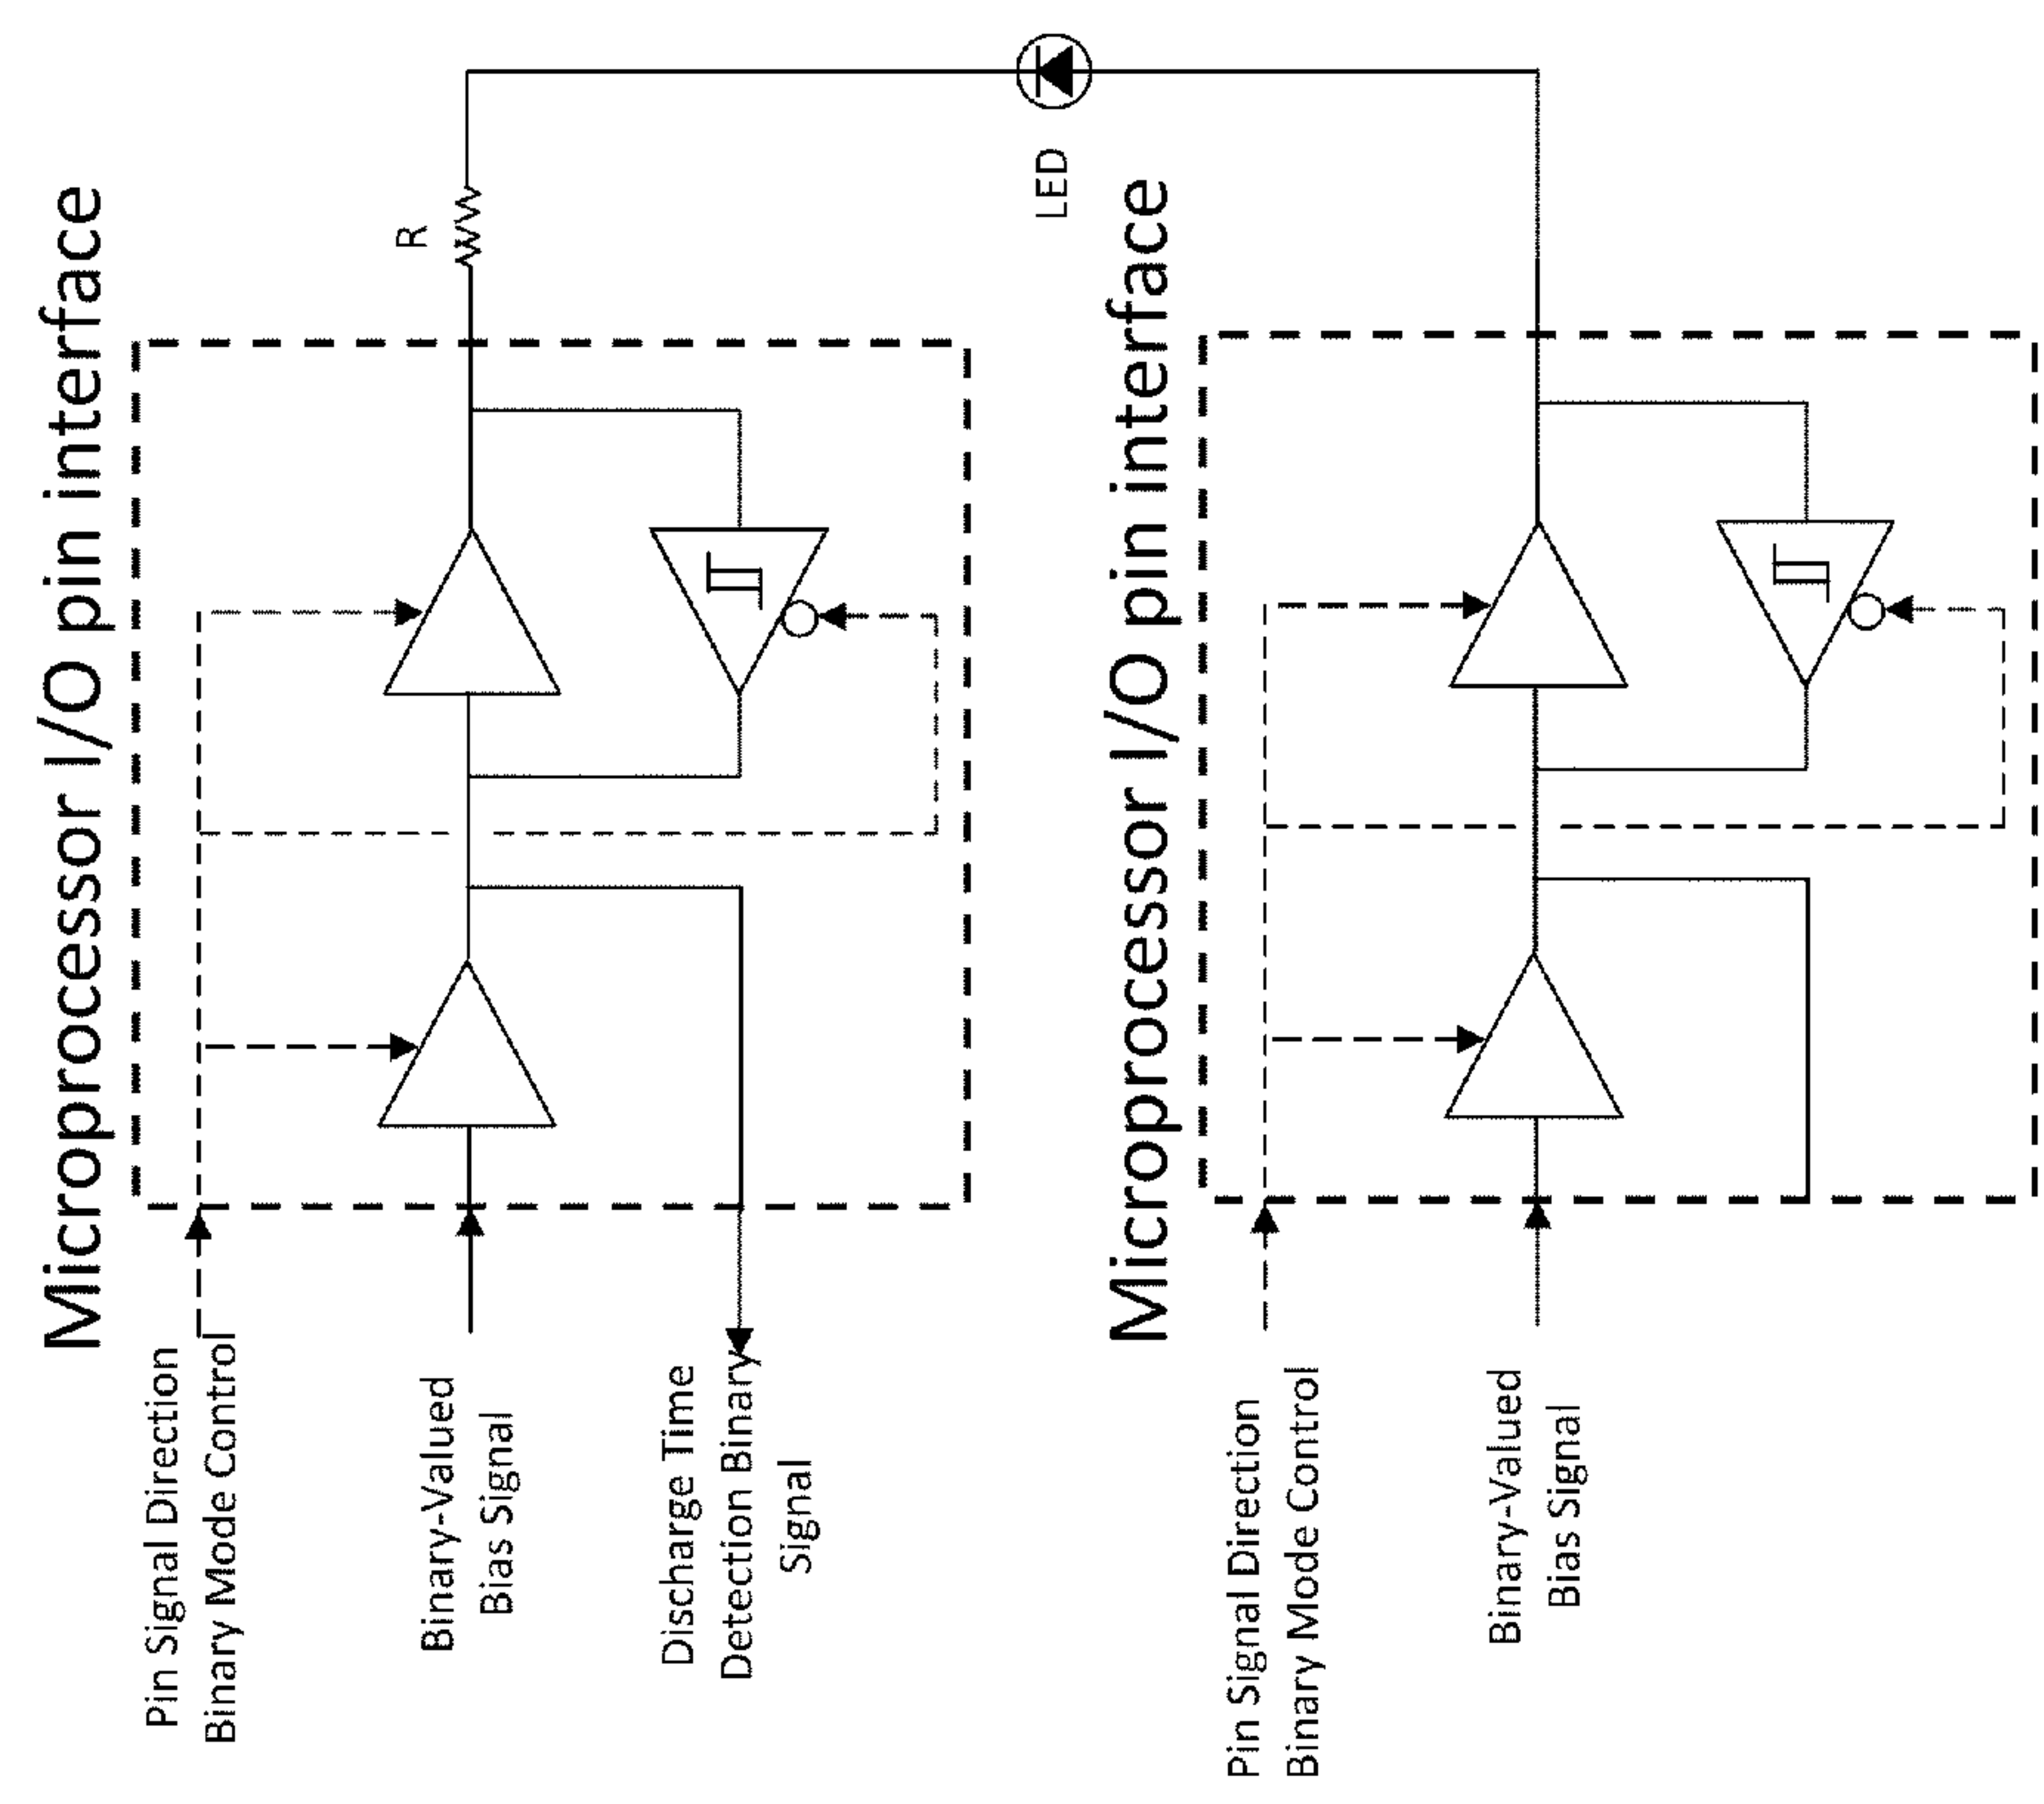 Microprocessor I/O pin interface
Pin Signal Direction
Binary Mode Control
Binary-Valued
Bias Signal
Discharge Time
Detection Binary
Signal
R
LED
Microprocessor I/O pin interface
Pin Signal Direction
Binary Mode Control
Binary-Valued
Bias Signal